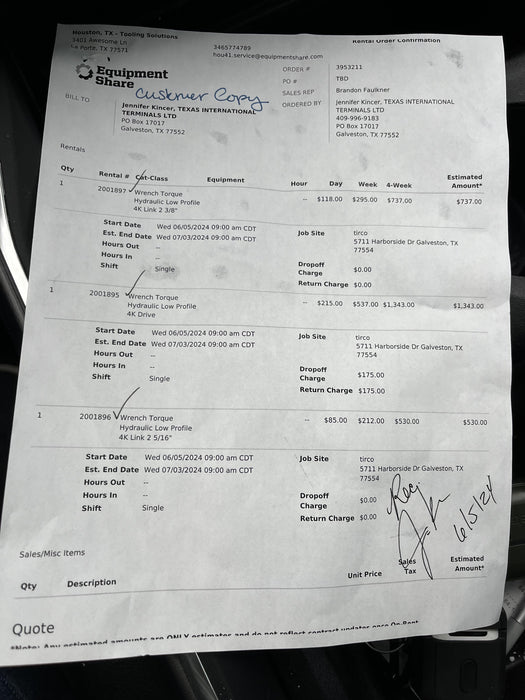 Houston, TX - Tooling Solutions
3401 Awesome Ln
La Porte, TX 77571
3465774789
hou41.service@equipmentshare.com
Rental Order Confirmation
EquipmentShare
Customer Copy
ORDER # 3953211
PO # TBD
SALES REP Brandon Faulkner
ORDERED BY Jennifer Kincer, TEXAS INTERNATIONAL
TERMINALS LTD
409-996-9183
PO Box 17017
Galveston, TX 77552
BILL TO
Jennifer Kincer, TEXAS INTERNATIONAL
TERMINALS LTD
PO Box 17017
Galveston, TX 77552
Rentals
Qty Rental # Cat-Class Equipment Hour Day Week 4-Week Estimated Amount*
1 2001897 Wrench Torque -- $118.00 $295.00 $737.00 $737.00
Hydraulic Low Profile
4K Link 2 3/8"
Start Date Wed 06/05/2024 09:00 am CDT Job Site tirco
Est. End Date Wed 07/03/2024 09:00 am CDT 5711 Harborside Dr Galveston, TX
Hours Out -- 77554
Hours In --
Shift Single
Dropoff Charge $0.00
Return Charge $0.00
1 2001895 Wrench Torque -- $215.00 $537.00 $1,343.00 $1,343.00
Hydraulic Low Profile
4K Drive
Start Date Wed 06/05/2024 09:00 am CDT Job Site tirco
Est. End Date Wed 07/03/2024 09:00 am CDT 5711 Harborside Dr Galveston, TX
Hours Out -- 77554
Hours In --
Shift Single
Dropoff Charge $175.00
Return Charge $175.00
1 2001896 Wrench Torque -- $85.00 $212.00 $530.00 $530.00
Hydraulic Low Profile
4K Link 2 5/16"
Start Date Wed 06/05/2024 09:00 am CDT Job Site tirco
Est. End Date Wed 07/03/2024 09:00 am CDT 5711 Harborside Dr Galveston, TX
Hours Out -- 77554
Hours In --
Shift Single
Dropoff Charge $0.00
Return Charge $0.00
6/5/24
Sales/Misc Items
Qty Description Unit Price Sales Tax Estimated Amount*
Quote
*Note: Any estimated amounts are ONLY estimates and do not reflect contract